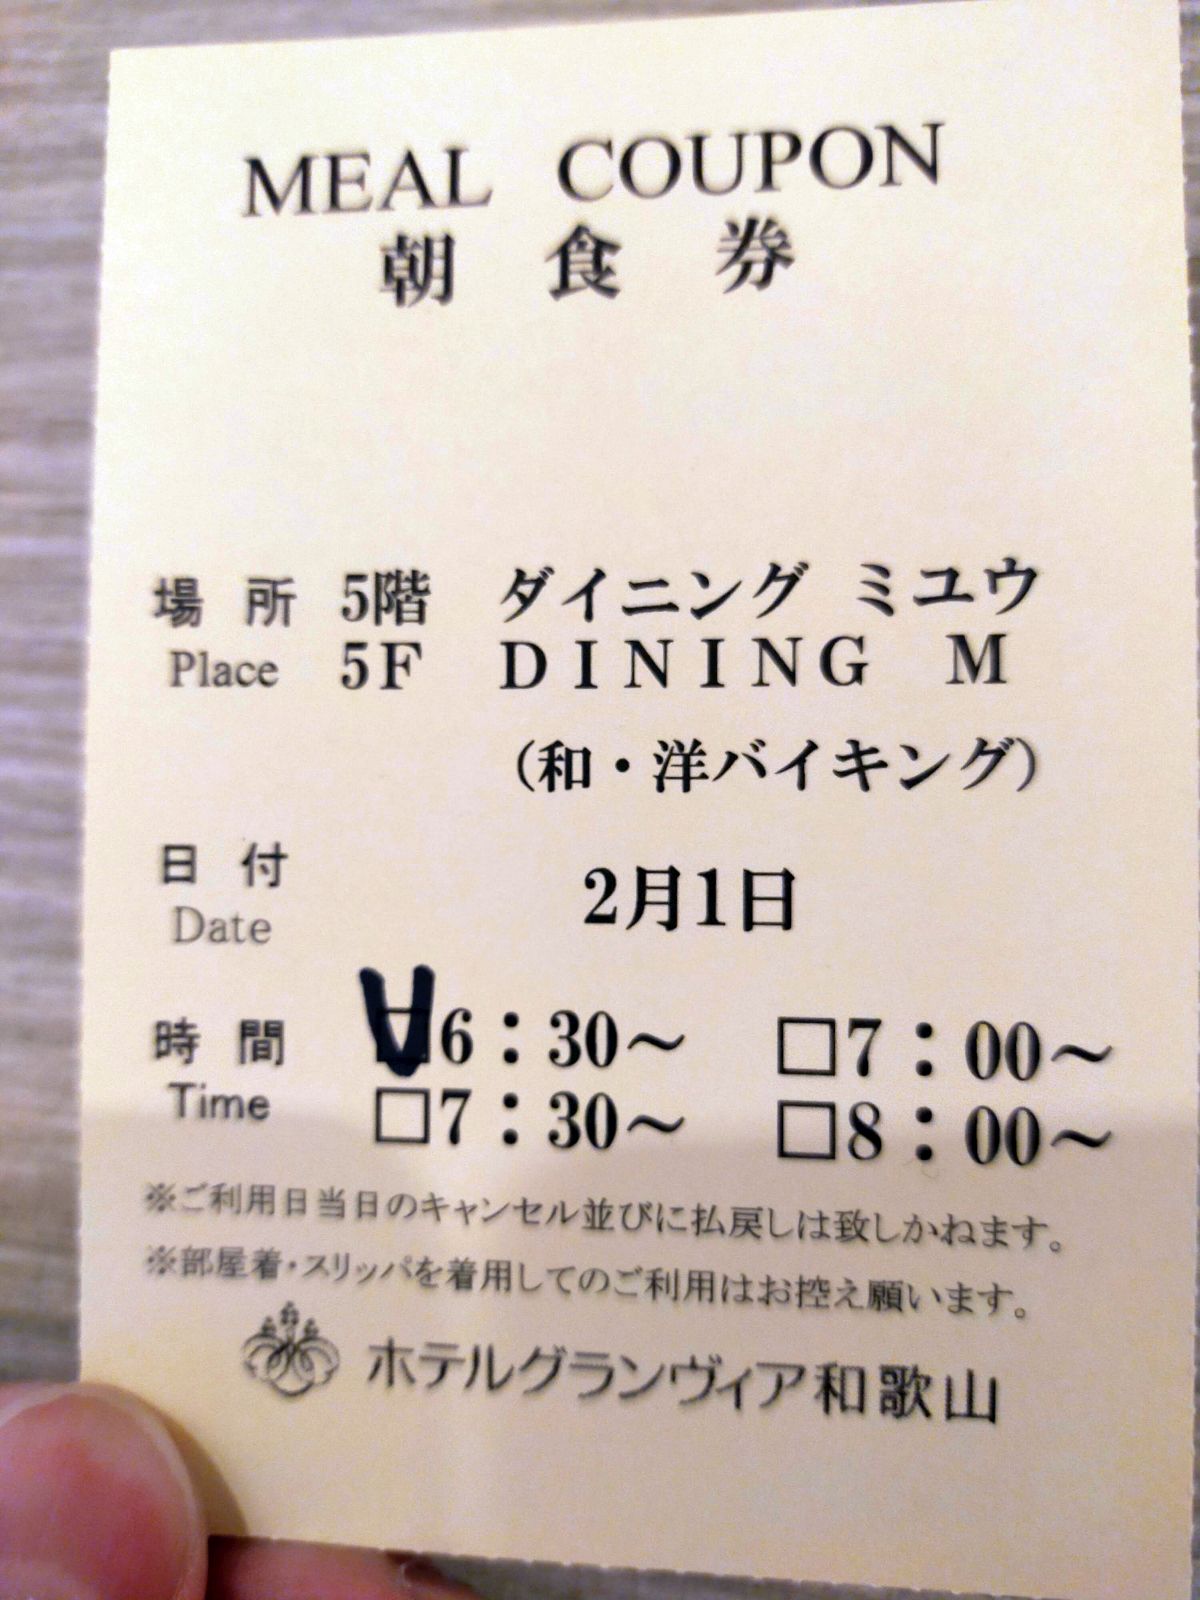 MEAL COUPON
朝食券
場所 5階 ダイニング ミユウ
Place 5F DINING M
（和・洋バイキング）
日付
Date
2月1日
時間 □6：30～ □7：00～
Time □7：30～ □8：00～
※ご利用日当日のキャンセル並びに払戻しは致しかねます。
※部屋着・スリッパを着用してのご利用はお控え願います。
ホテルグランヴィア和歌山